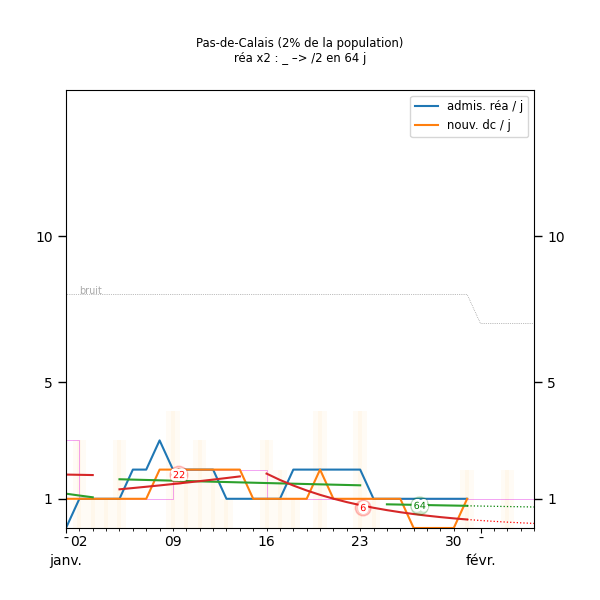 Pas-de-Calais (2% de la population)
réa x2 : _ –> /2 en 64 j
admis. réa / j
nouv. dc / j
10
10
bruit
5
5
22
64
6
1
1
02
09
16
23
30
janv.
févr.